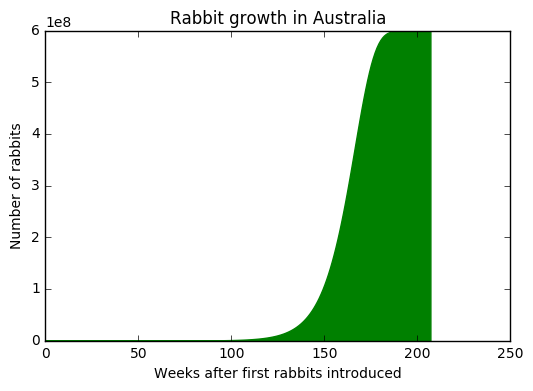 Rabbit growth in Australia
1e8
6
5
4
3
2
1
0
Number of rabbits
0 50 100 150 200 250
Weeks after first rabbits introduced